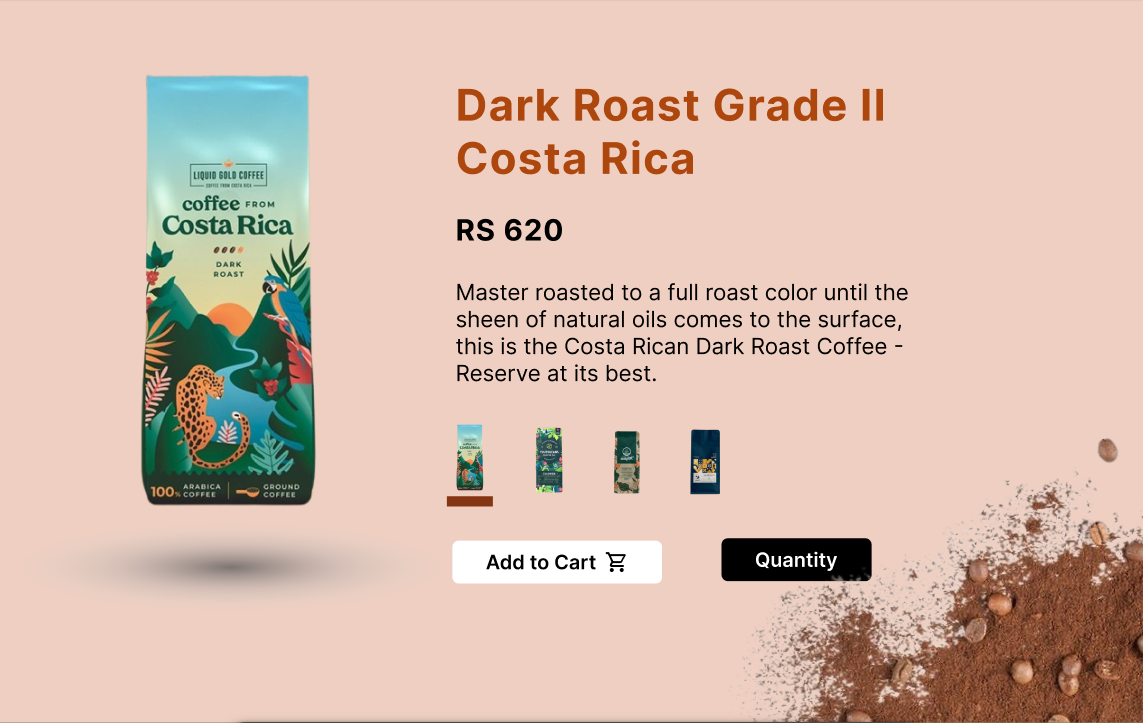 Dark Roast Grade II
Costa Rica
RS 620
Master roasted to a full roast color until the
sheen of natural oils comes to the surface,
this is the Costa Rican Dark Roast Coffee -
Reserve at its best.
Add to Cart
Quantity
LIQUID GOLD COFFEE
COFFEE FROM COSTA RICA
coffee FROM
Costa Rica
DARK
ROAST
100% ARABICA COFFEE
GROUND COFFEE